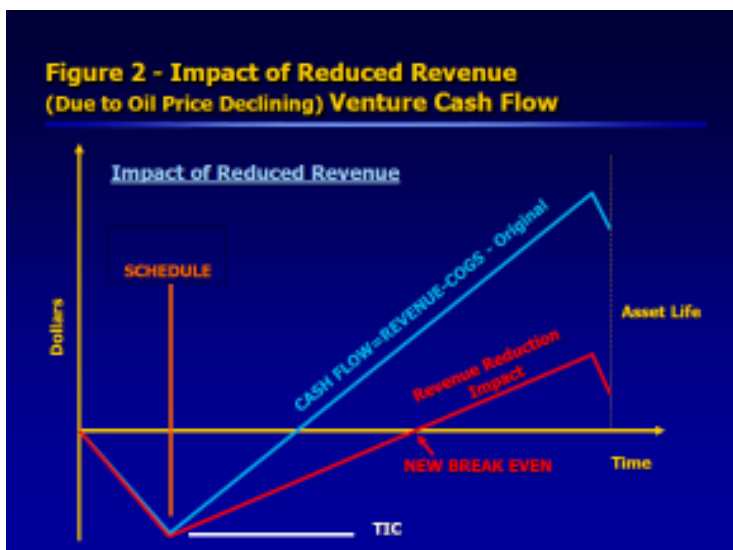 Figure 2 - Impact of Reduced Revenue
(Due to Oil Price Declining) Venture Cash Flow
Impact of Reduced Revenue
SCHEDULE
CASH FLOW=REVENUE-COGS - Original
Dollars
Asset Life
Revenue Reduction
Impact
NEW BREAK EVEN
Time
TIC